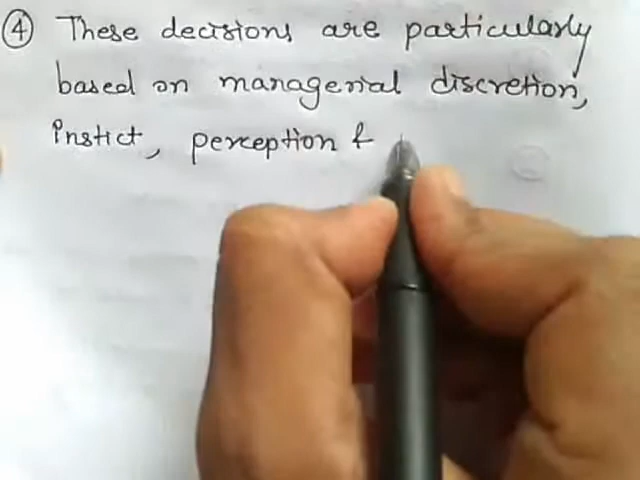 ④ These decisions are particularly
based on managerial discretion,
instict, perception &